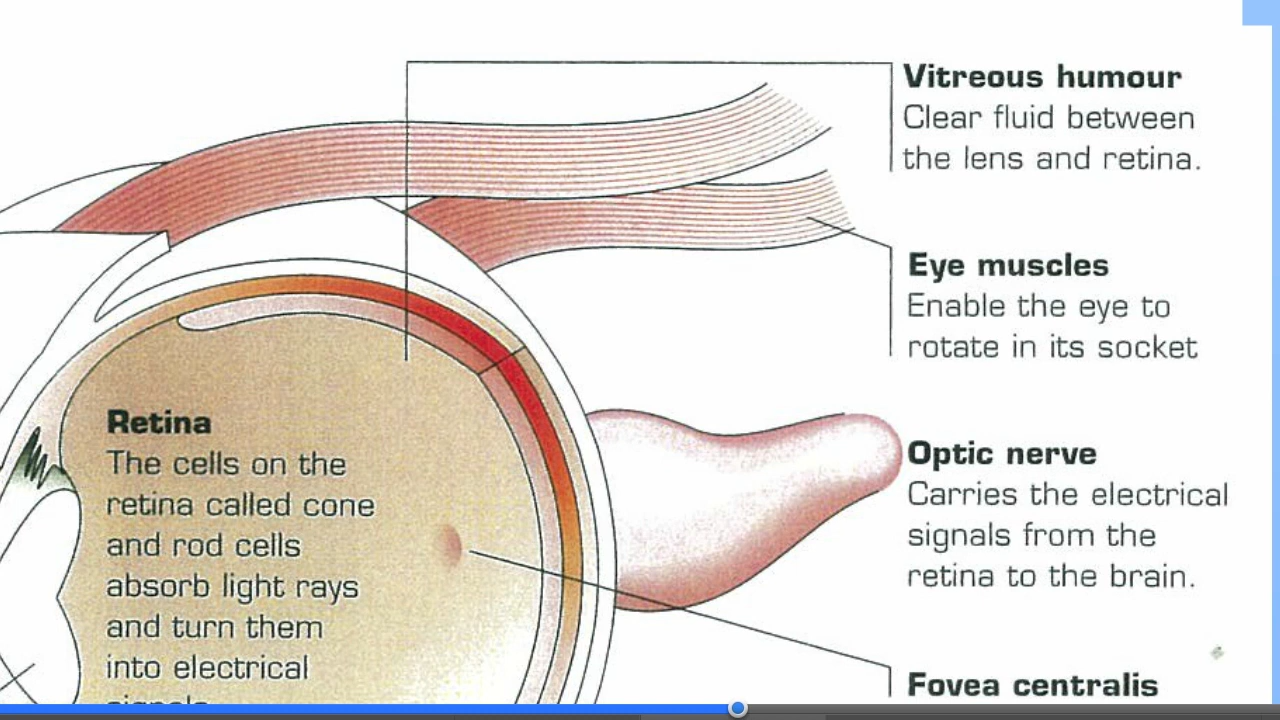 Vitreous humour
Clear fluid between
the lens and retina.
Eye muscles
Enable the eye to
rotate in its socket
Retina
The cells on the
retina called cone
and rod cells
absorb light rays
and turn them
into electrical
Optic nerve
Carries the electrical
signals from the
retina to the brain.
Fovea centralis